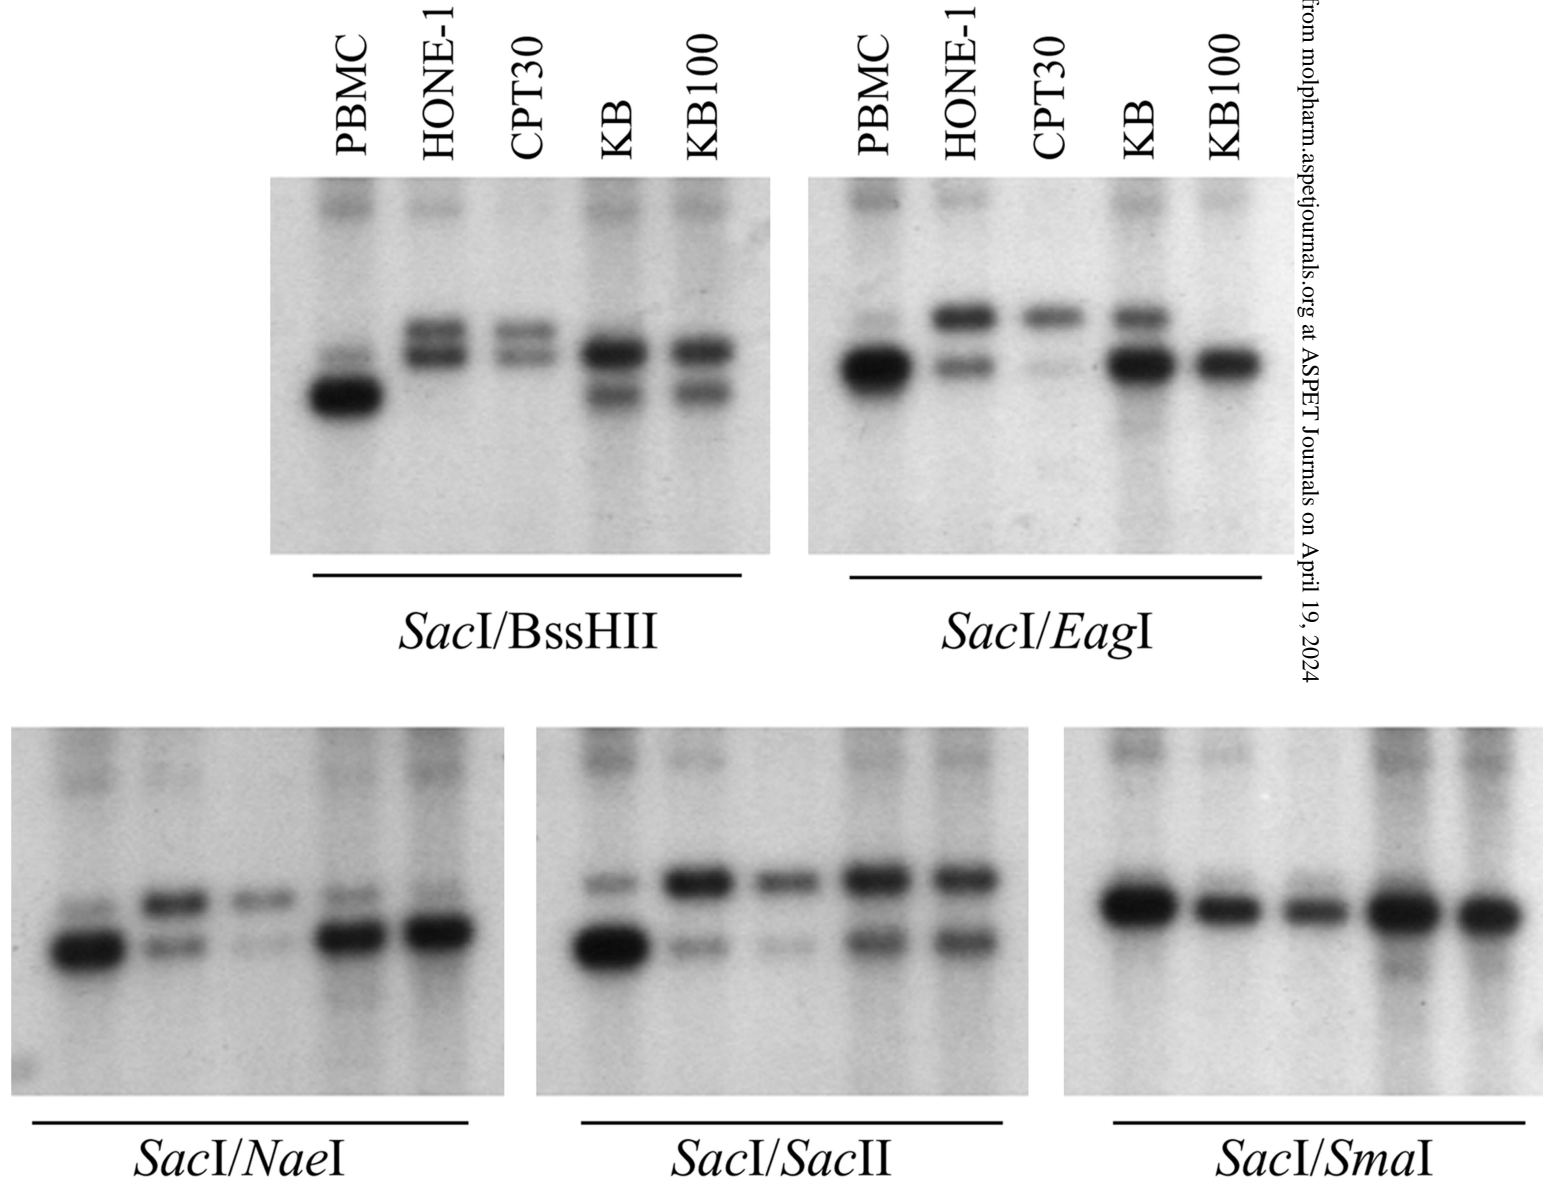 PBMC
HONE-1
CPT30
KB
KB100
PBMC
HONE-1
CPT30
KB
KB100
from molpharm.aspetjournals.org at ASPET Journals on April 19, 2024
SacI/BssHII
SacI/EagI
SacI/NaeI
SacI/SacII
SacI/SmaI